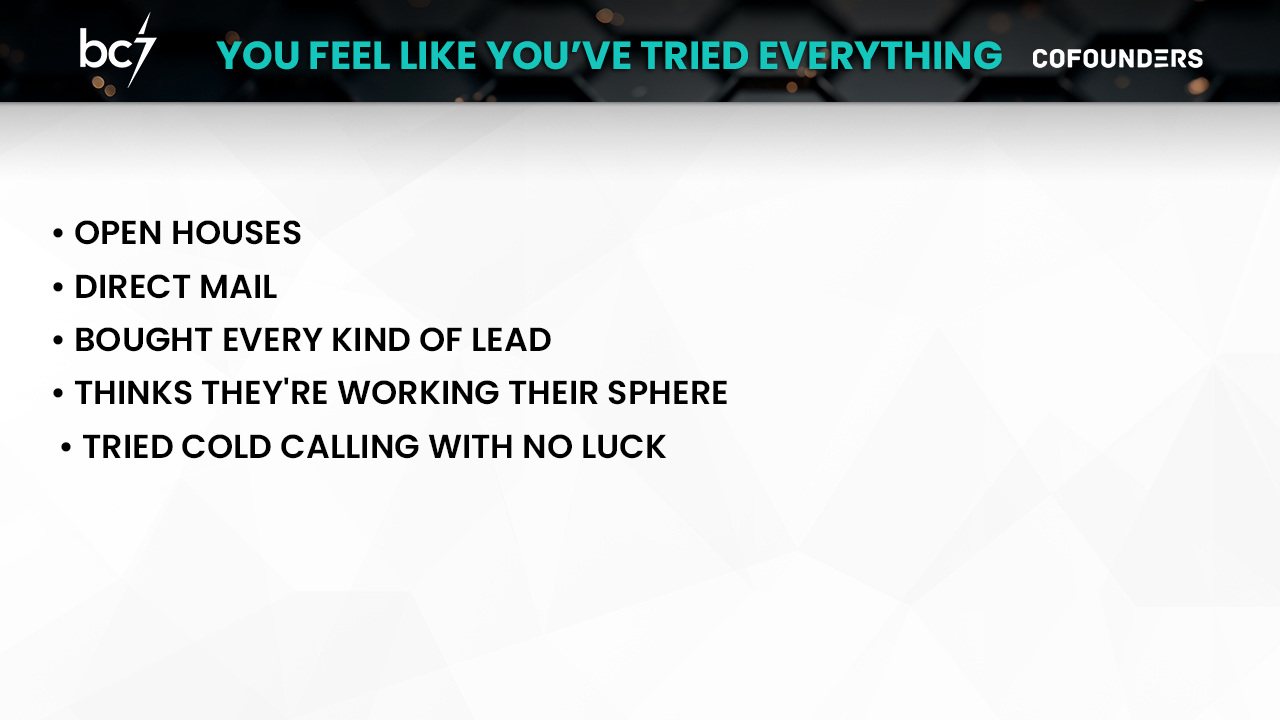 bc7
YOU FEEL LIKE YOU’VE TRIED EVERYTHING
COFOUNDERS
• OPEN HOUSES
• DIRECT MAIL
• BOUGHT EVERY KIND OF LEAD
• THINKS THEY'RE WORKING THEIR SPHERE
• TRIED COLD CALLING WITH NO LUCK